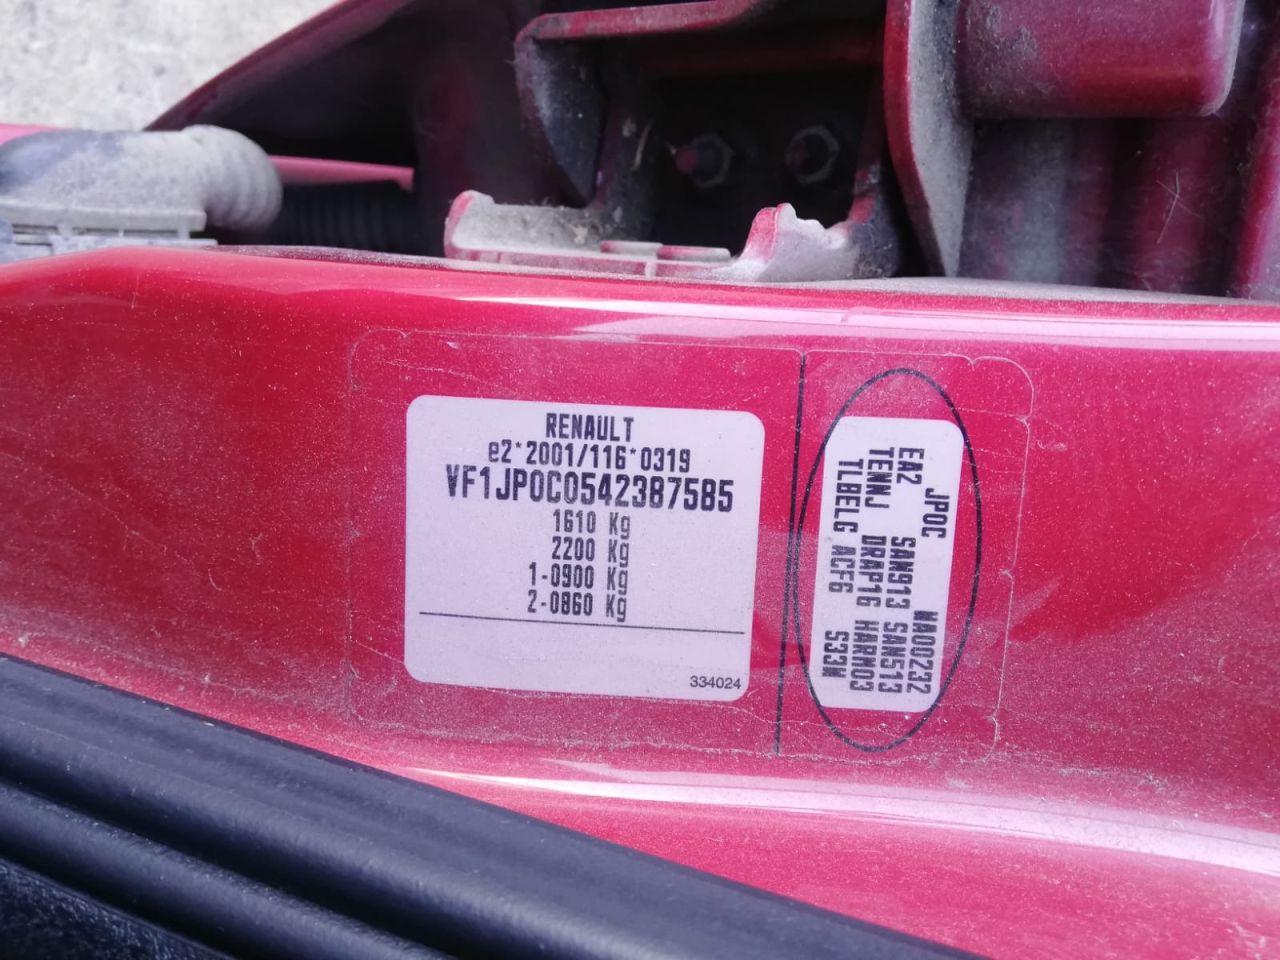 RENAULT
e2*2001/116*0319
VF1JP0C0542387585
1610 Kg
2200 Kg
1-0900 Kg
2-0860 Kg
334024
JP0C WA00232
EA2 SAN913 SAN513
TENNJ DRAP16 HARM03
TLBELG ACF6 S33W